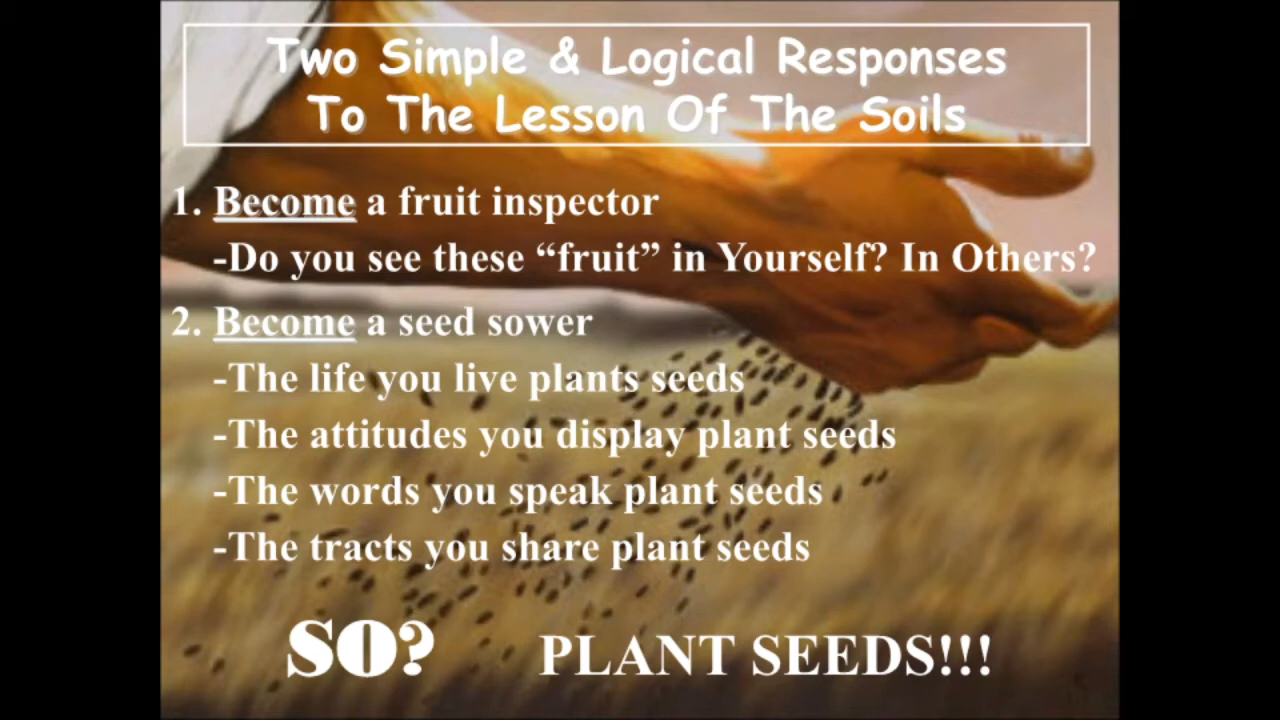 Two Simple & Logical Responses
To The Lesson Of The Soils
1. Become a fruit inspector
-Do you see these “fruit” in Yourself? In Others?
2. Become a seed sower
-The life you live plants seeds
-The attitudes you display plant seeds
-The words you speak plant seeds
-The tracts you share plant seeds
SO? PLANT SEEDS!!!